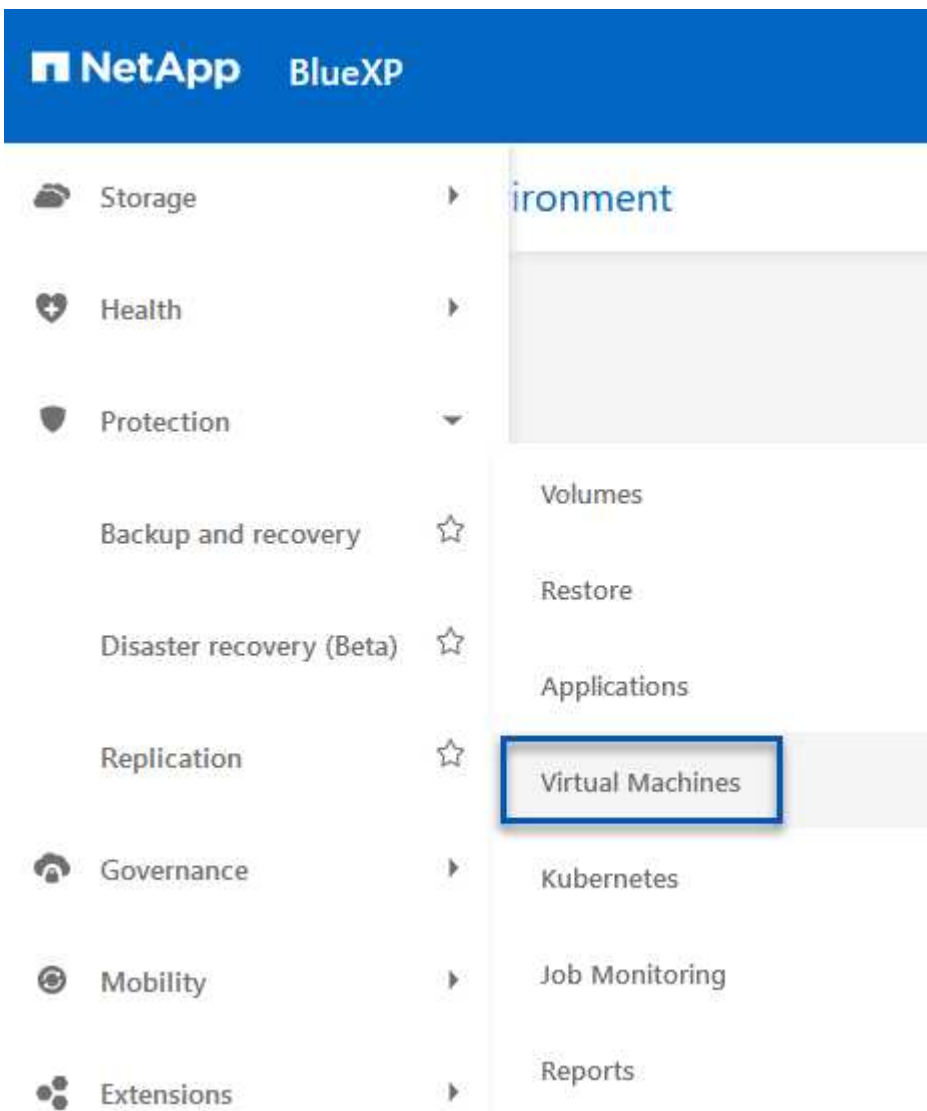 NetApp BlueXP
Storage
ironment
Health
Protection
Backup and recovery
Disaster recovery (Beta)
Replication
Governance
Mobility
Extensions
Volumes
Restore
Applications
Virtual Machines
Kubernetes
Job Monitoring
Reports